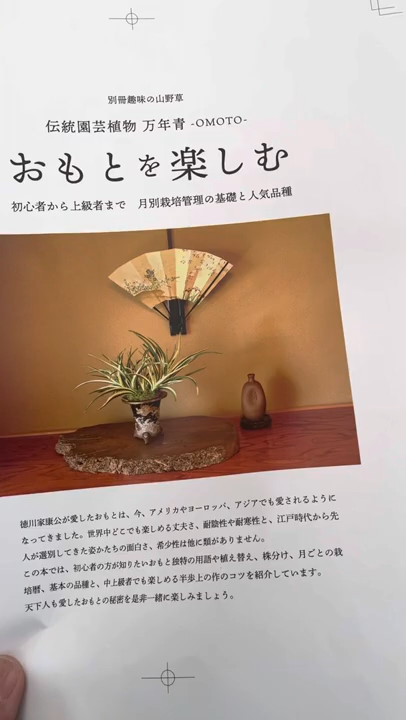 別冊趣味の山野草
伝統園芸植物 万年青 -OMOTO-
おもとを楽しむ
初心者から上級者まで 月別栽培管理の基礎と人気品種
徳川家康公が愛したおもとは、今、アメリカやヨーロッパ、アジアでも愛されるように
なってきました。世界中どこでも楽しめる丈夫さ、耐陰性や耐寒性と、江戸時代から先
人が選別してきた姿かたちの面白さ、希少性は他に類がありません。
この本では、初心者の方が知りたいおもと独特の用語や植え替え、株分け、月ごとの栽
培暦、基本の品種と、中上級者でも楽しめる半歩上の作のコツを紹介しています。
天下人も愛したおもとの秘密を是非一緒に楽しみましょう。